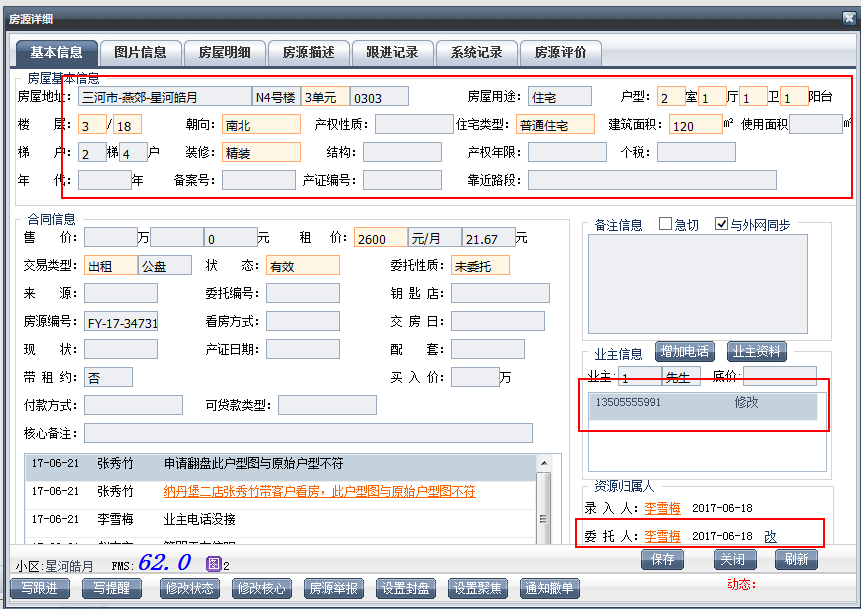 房源详细
基本信息 图片信息 房屋明细 房源描述 跟进记录 系统记录 房源评价
房屋基本信息
房屋地址: 三河市-燕郊-星河皓月 N4号楼 3单元 0303 房屋用途: 住宅 户型: 2 室 1 厅 1 卫 1 阳台
楼 层: 3 / 18 朝向: 南北 产权性质: 住宅类型: 普通住宅 建筑面积: 120 m² 使用面积 m²
梯 户: 2 梯 4 户 装修: 精装 结构: 产权年限: 个税:
年 代: 年 备案号: 产证编号: 靠近路段:
合同信息
售 价: 万 0 元 租 价: 2600 元/月 21.67 元
交易类型: 出租 公盘 状 态: 有效 委托性质: 未委托
来 源: 委托编号: 钥 匙 店:
房源编号: FY-17-34731 看房方式: 交 房 日:
现 状: 产证日期: 配 套:
带 租 约: 否 买 入 价: 万
付款方式: 可贷款类型:
核心备注:
17-06-21 张秀竹 申请翻盘此户型图与原始户型不符
17-06-21 张秀竹 纳丹堡二店张秀竹带客户看房，此户型图与原始户型图不符
17-06-21 李雪梅 业主电话没接
备注信息 急切 与外网同步
业主信息 增加电话 业主资料
业主: 1 先生 底价:
13505555991 修改
资源归属人
录 入 人: 李雪梅 2017-06-18
委 托 人: 李雪梅 2017-06-18 改
小区:星河皓月 FMS: 62.0 图 2
保存 关闭 刷新
写跟进 写提醒 修改状态 修改核心 房源举报 设置封盘 设置聚焦 通知撤单
动态: